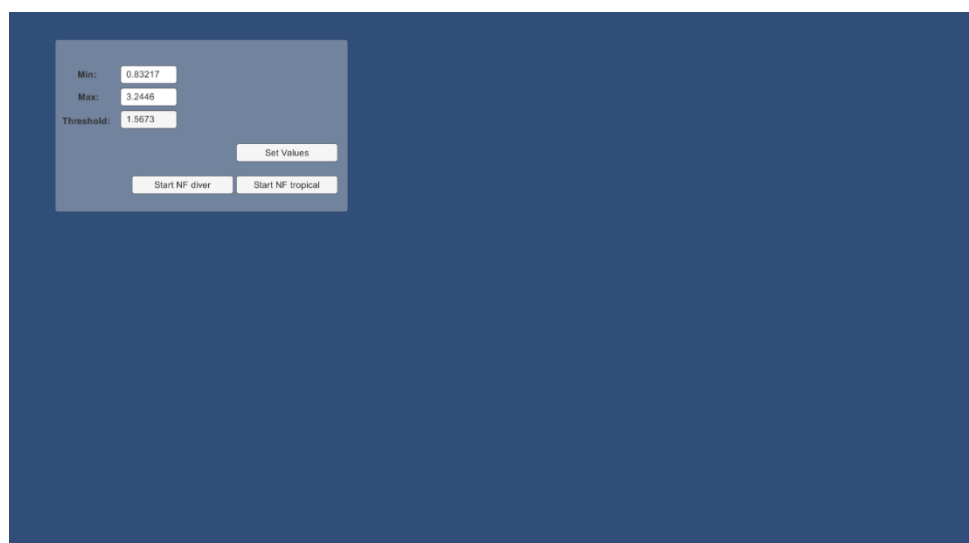 Min: 0.83217
Max: 3.2446
Threshold: 1.5673
Set Values
Start NF diver Start NF tropical